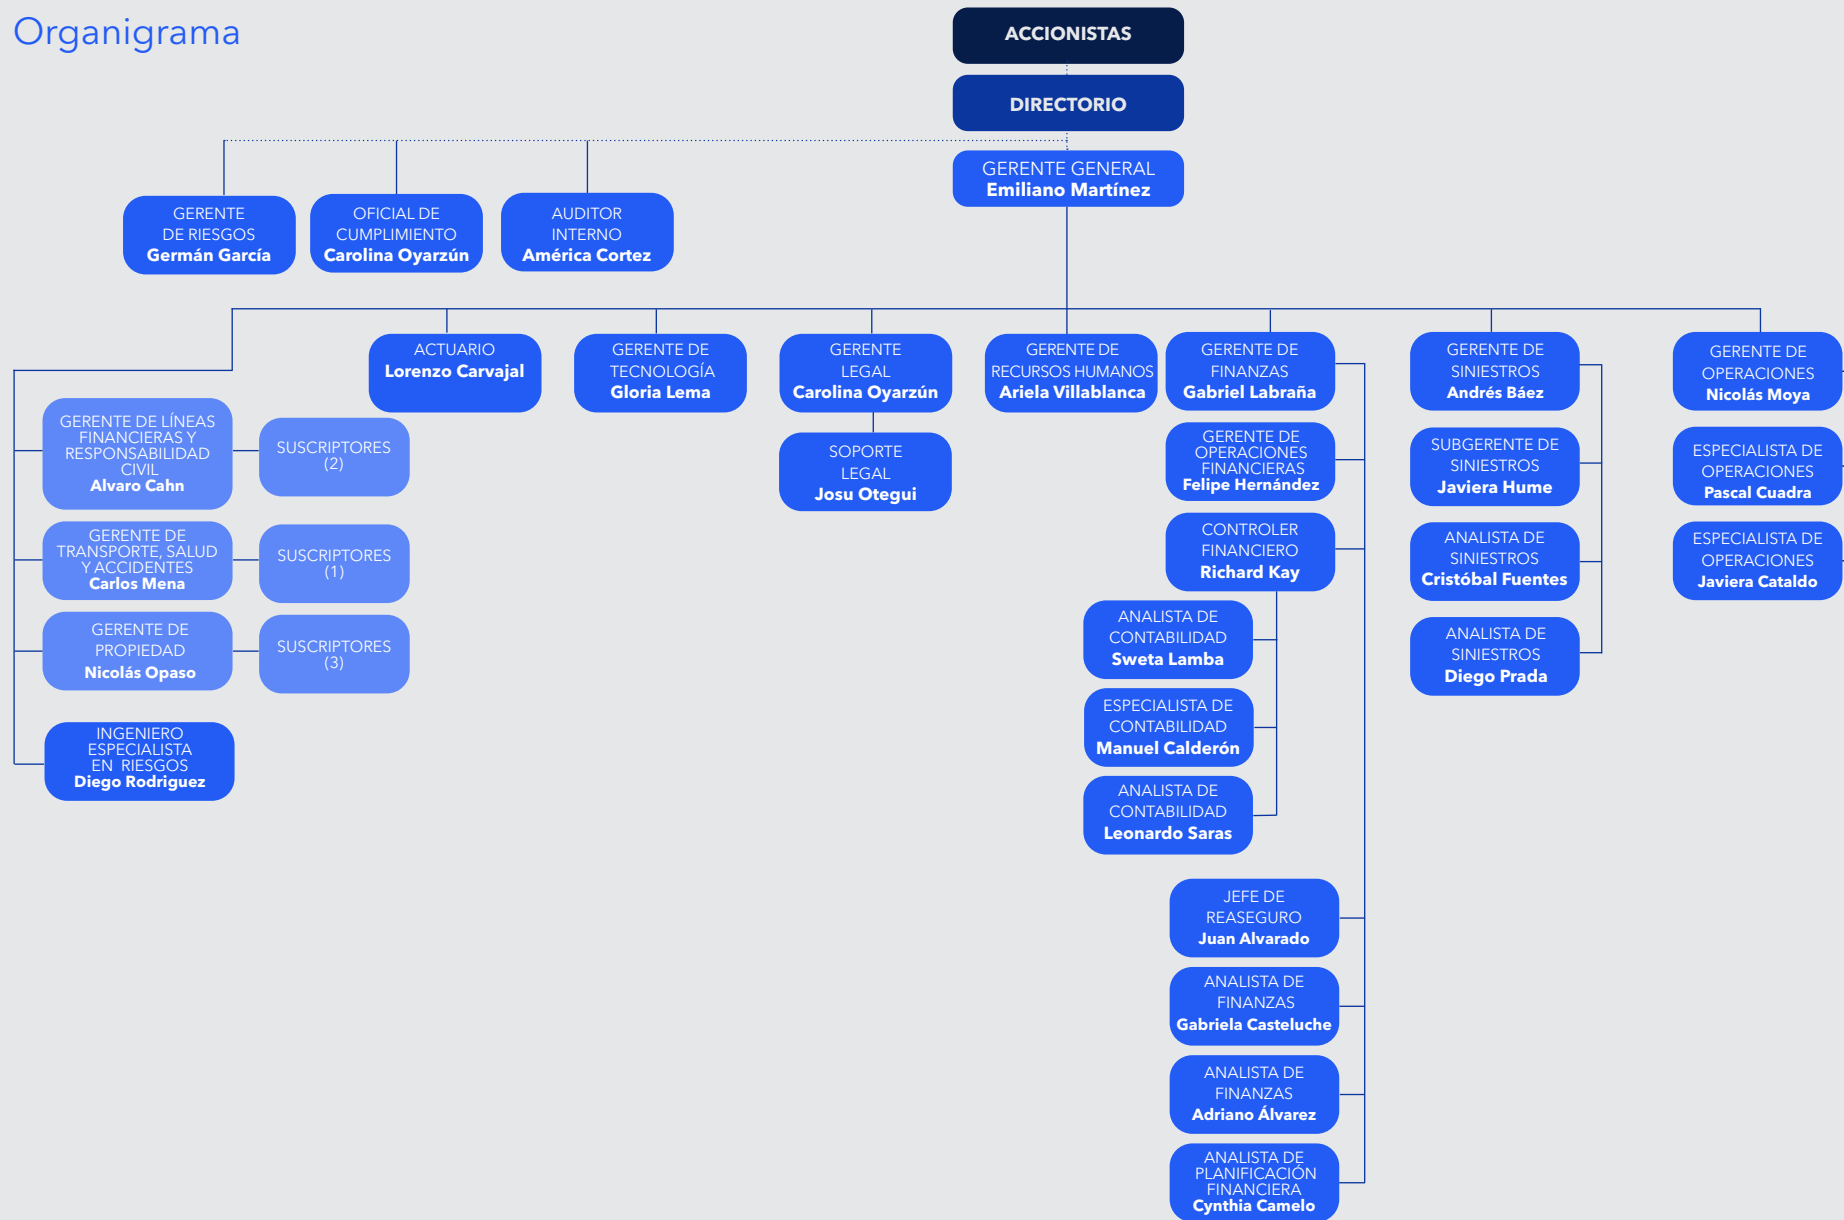 Organigrama
ACCIONISTAS
DIRECTORIO
GERENTE GENERAL
Emiliano Martínez
GERENTE
DE RIESGOS
Germán García
OFICIAL DE
CUMPLIMIENTO
Carolina Oyarzún
AUDITOR
INTERNO
América Cortez
GERENTE DE LÍNEAS
FINANCIERAS Y
RESPONSABILIDAD
CIVIL
Alvaro Cahn
SUSCRIPTORES
(2)
GERENTE DE
TRANSPORTE, SALUD
Y ACCIDENTES
Carlos Mena
SUSCRIPTORES
(1)
GERENTE DE
PROPIEDAD
Nicolás Opaso
SUSCRIPTORES
(3)
INGENIERO
ESPECIALISTA
EN RIESGOS
Diego Rodriguez
ACTUARIO
Lorenzo Carvajal
GERENTE DE
TECNOLOGÍA
Gloria Lema
GERENTE
LEGAL
Carolina Oyarzún
SOPORTE
LEGAL
Josu Otegui
GERENTE DE
RECURSOS HUMANOS
Ariela Villablanca
GERENTE DE
FINANZAS
Gabriel Labraña
GERENTE DE
OPERACIONES
FINANCIERAS
Felipe Hernández
CONTROLER
FINANCIERO
Richard Kay
ANALISTA DE
CONTABILIDAD
Sweta Lamba
ESPECIALISTA DE
CONTABILIDAD
Manuel Calderón
ANALISTA DE
CONTABILIDAD
Leonardo Saras
JEFE DE
REASEGURO
Juan Alvarado
ANALISTA DE
FINANZAS
Gabriela Casteluche
ANALISTA DE
FINANZAS
Adriano Álvarez
ANALISTA DE
PLANIFICACIÓN
FINANCIERA
Cynthia Camelo
GERENTE DE
SINIESTROS
Andrés Báez
SUBGERENTE DE
SINIESTROS
Javiera Hume
ANALISTA DE
SINIESTROS
Cristóbal Fuentes
ANALISTA DE
SINIESTROS
Diego Prada
GERENTE DE
OPERACIONES
Nicolás Moya
ESPECIALISTA DE
OPERACIONES
Pascal Cuadra
ESPECIALISTA DE
OPERACIONES
Javiera Cataldo